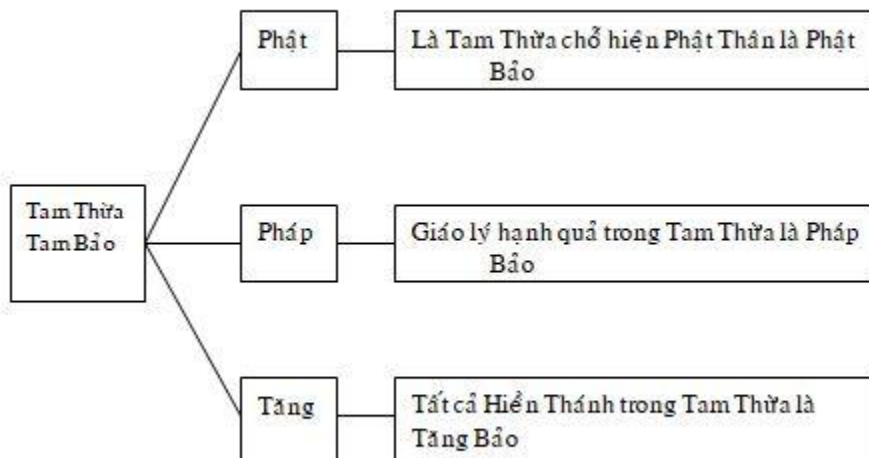 Phật
Là Tam Thừa chỗ hiện Phật Thân là Phật
Bảo
Tam Thừa
Tam Bảo
Pháp
Giáo lý hạnh quả trong Tam Thừa là Pháp
Bảo
Tăng
Tất cả Hiền Thánh trong Tam Thừa là
Tăng Bảo